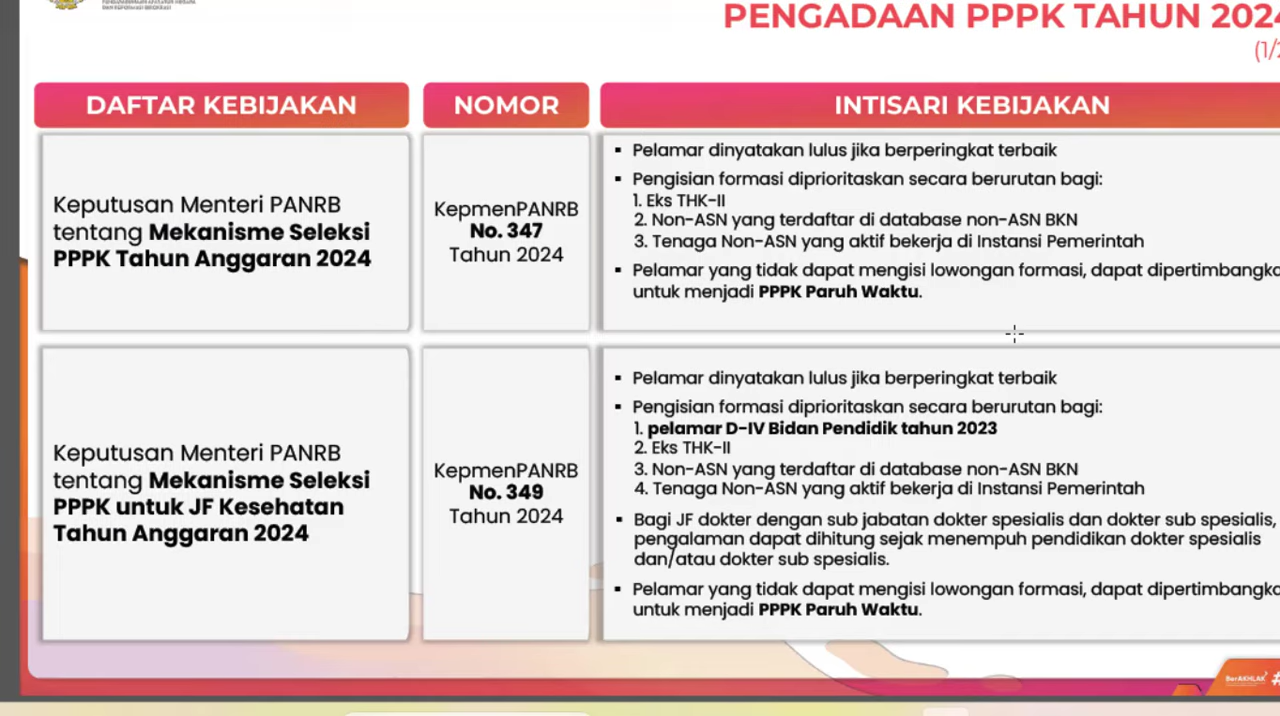 PENGADAAN PPPK TAHUN 2024
(1/2
DAFTAR KEBIJAKAN
NOMOR
INTISARI KEBIJAKAN
Keputusan Menteri PANRB
tentang Mekanisme Seleksi
PPPK Tahun Anggaran 2024
KepmenPANRB
No. 347
Tahun 2024
▪ Pelamar dinyatakan lulus jika berperingkat terbaik
▪ Pengisian formasi diprioritaskan secara berurutan bagi:
1. Eks THK-II
2. Non-ASN yang terdaftar di database non-ASN BKN
3. Tenaga Non-ASN yang aktif bekerja di Instansi Pemerintah
▪ Pelamar yang tidak dapat mengisi lowongan formasi, dapat dipertimbangka
untuk menjadi PPPK Paruh Waktu.
Keputusan Menteri PANRB
tentang Mekanisme Seleksi
PPPK untuk JF Kesehatan
Tahun Anggaran 2024
KepmenPANRB
No. 349
Tahun 2024
▪ Pelamar dinyatakan lulus jika berperingkat terbaik
▪ Pengisian formasi diprioritaskan secara berurutan bagi:
1. pelamar D-IV Bidan Pendidik tahun 2023
2. Eks THK-II
3. Non-ASN yang terdaftar di database non-ASN BKN
4. Tenaga Non-ASN yang aktif bekerja di Instansi Pemerintah
▪ Bagi JF dokter dengan sub jabatan dokter spesialis dan dokter sub spesialis,
pengalaman dapat dihitung sejak menempuh pendidikan dokter spesialis
dan/atau dokter sub spesialis.
▪ Pelamar yang tidak dapat mengisi lowongan formasi, dapat dipertimbangka
untuk menjadi PPPK Paruh Waktu.
BerAKHLAK
#